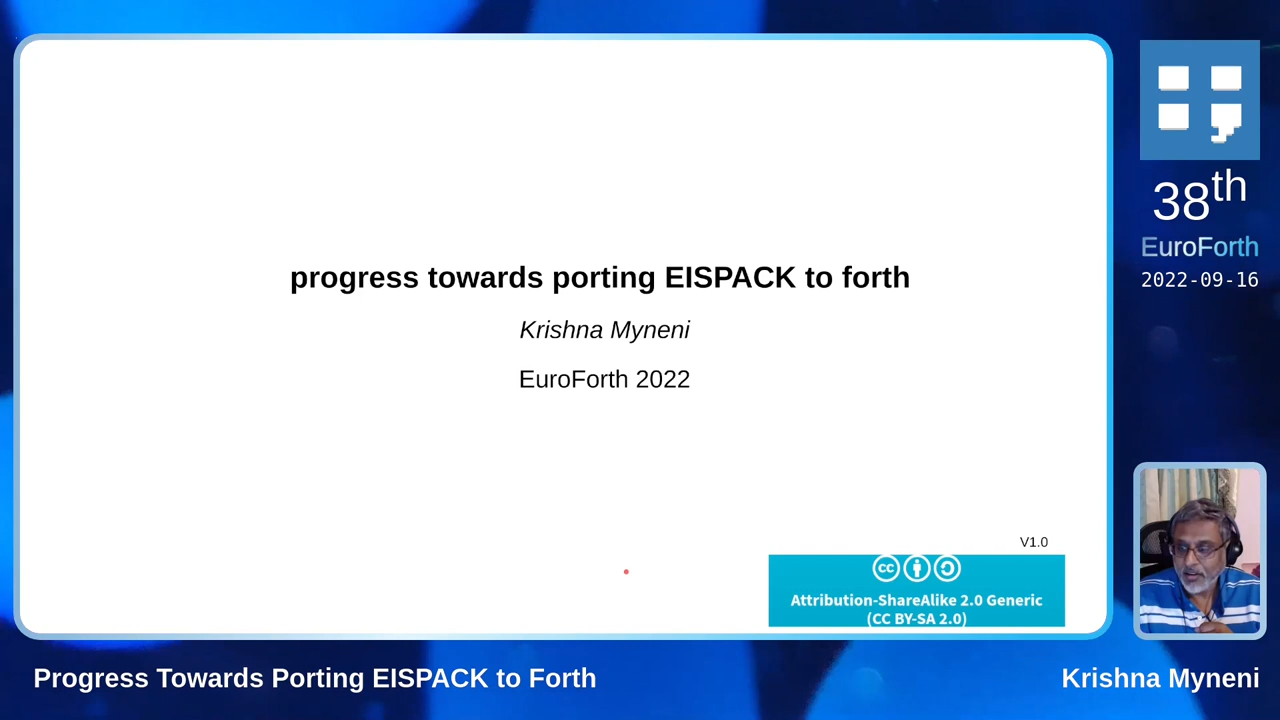 progress towards porting EISPACK to forth
Krishna Myneni
EuroForth 2022
V1.0
cc
Attribution-ShareAlike 2.0 Generic
(CC BY-SA 2.0)
38th
EuroForth
2022-09-16
Progress Towards Porting EISPACK to Forth
Krishna Myneni